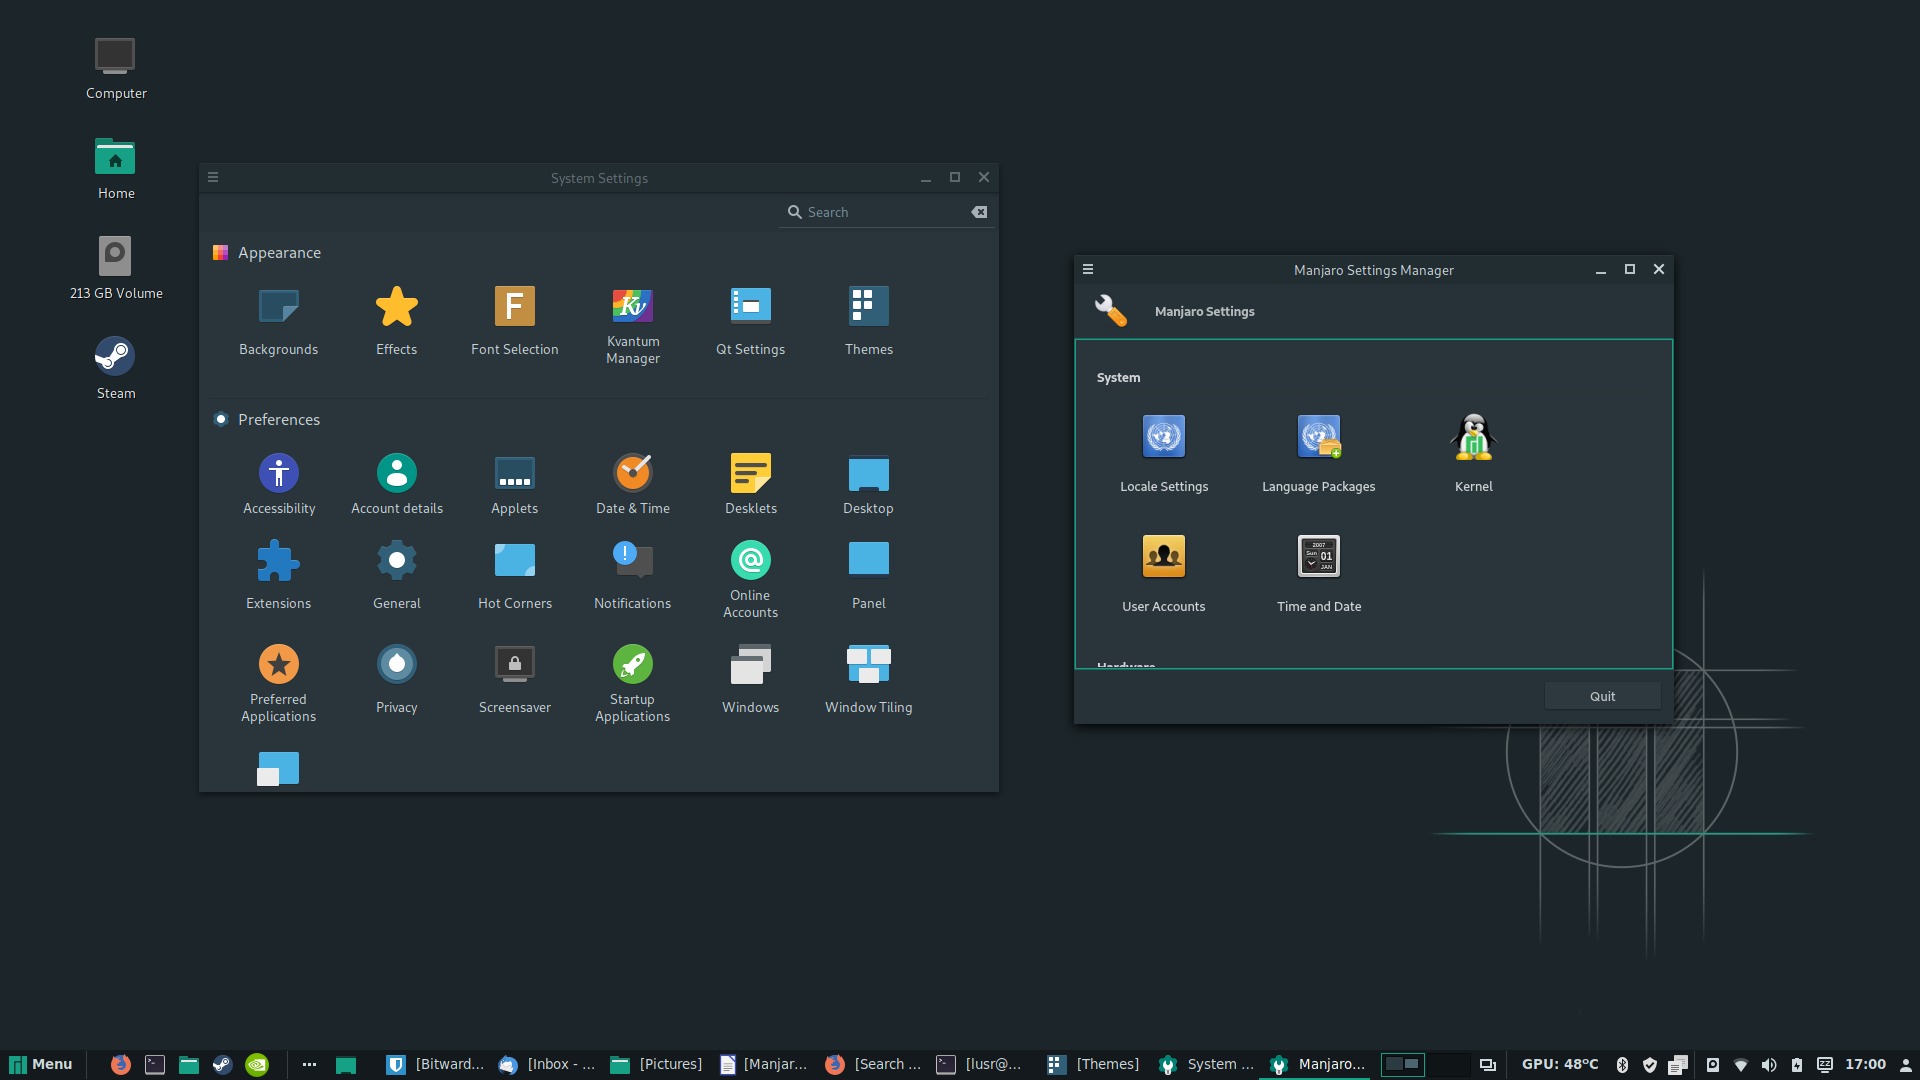 Computer
Home
213 GB Volume
Steam
System Settings
Search
Appearance
Backgrounds
Effects
Font Selection
Kvantum
Manager
Qt Settings
Themes
Preferences
Accessibility
Account details
Applets
Date & Time
Desklets
Desktop
Extensions
General
Hot Corners
Notifications
Online
Accounts
Panel
Preferred
Applications
Privacy
Screensaver
Startup
Applications
Windows
Window Tiling
Manjaro Settings Manager
Manjaro Settings
System
Locale Settings
Language Packages
Kernel
User Accounts
Time and Date
Hardware
Quit
Menu
[Bitward...
[Inbox - ...
[Pictures]
[Manjar...
[Search ...
[lusr@...
[Themes]
System ...
Manjaro...
GPU: 48°C
17:00